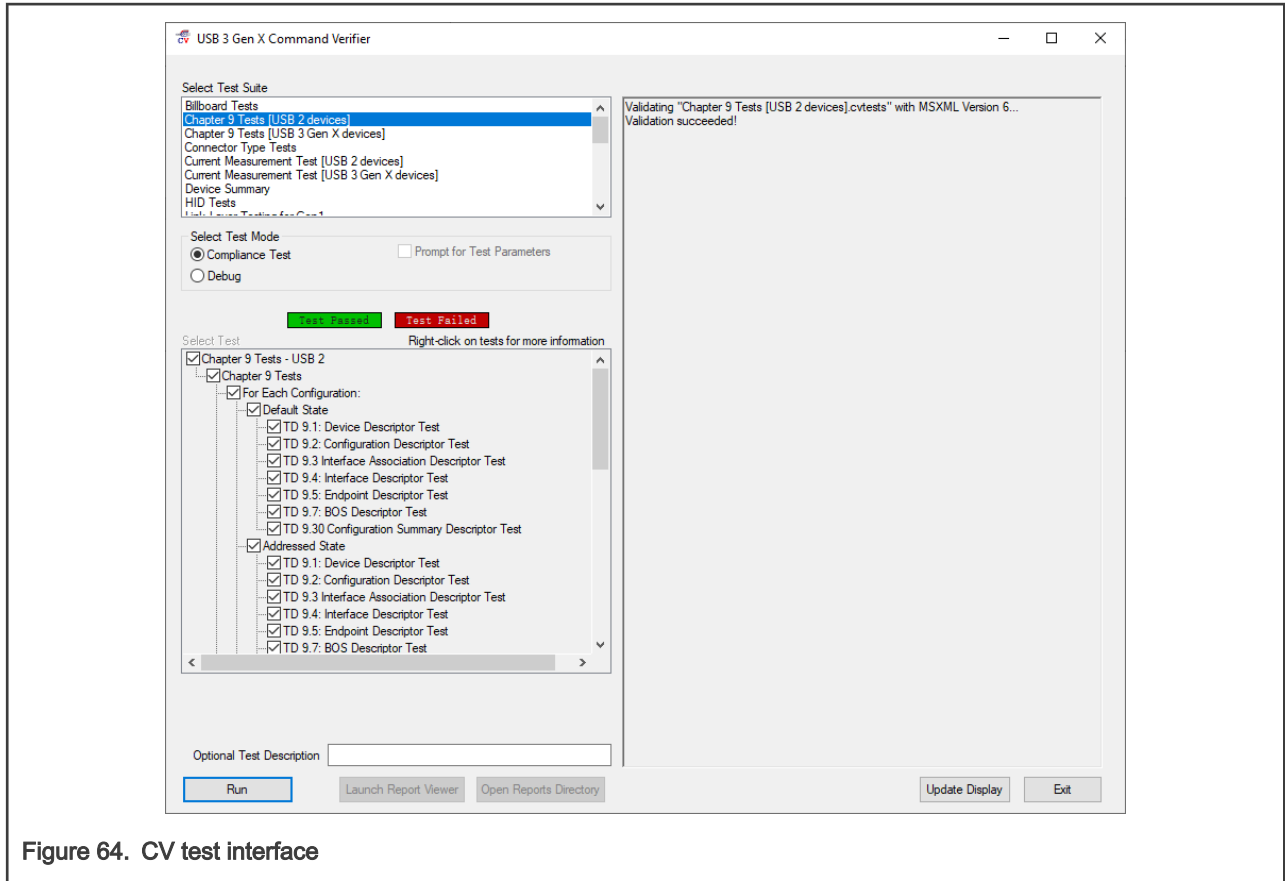 CV USB 3 Gen X Command Verifier
Select Test Suite
Billboard Tests
Chapter 9 Tests [USB 2 devices]
Chapter 9 Tests [USB 3 Gen X devices]
Connector Type Tests
Current Measurement Test [USB 2 devices]
Current Measurement Test [USB 3 Gen X devices]
Device Summary
HID Tests
Link Layer Testing for Gen1
Select Test Mode
Compliance Test
Prompt for Test Parameters
Debug
Test Passed Test Failed
Select Test Right-click on tests for more information
Chapter 9 Tests - USB 2
Chapter 9 Tests
For Each Configuration:
Default State
TD 9.1: Device Descriptor Test
TD 9.2: Configuration Descriptor Test
TD 9.3 Interface Association Descriptor Test
TD 9.4: Interface Descriptor Test
TD 9.5: Endpoint Descriptor Test
TD 9.7: BOS Descriptor Test
TD 9.30 Configuration Summary Descriptor Test
Addressed State
TD 9.1: Device Descriptor Test
TD 9.2: Configuration Descriptor Test
TD 9.3 Interface Association Descriptor Test
TD 9.4: Interface Descriptor Test
TD 9.5: Endpoint Descriptor Test
TD 9.7: BOS Descriptor Test
Optional Test Description
Run Launch Report Viewer Open Reports Directory
Validating "Chapter 9 Tests [USB 2 devices].cvtests" with MSXML Version 6...
Validation succeeded!
Update Display Exit
Figure 64. CV test interface